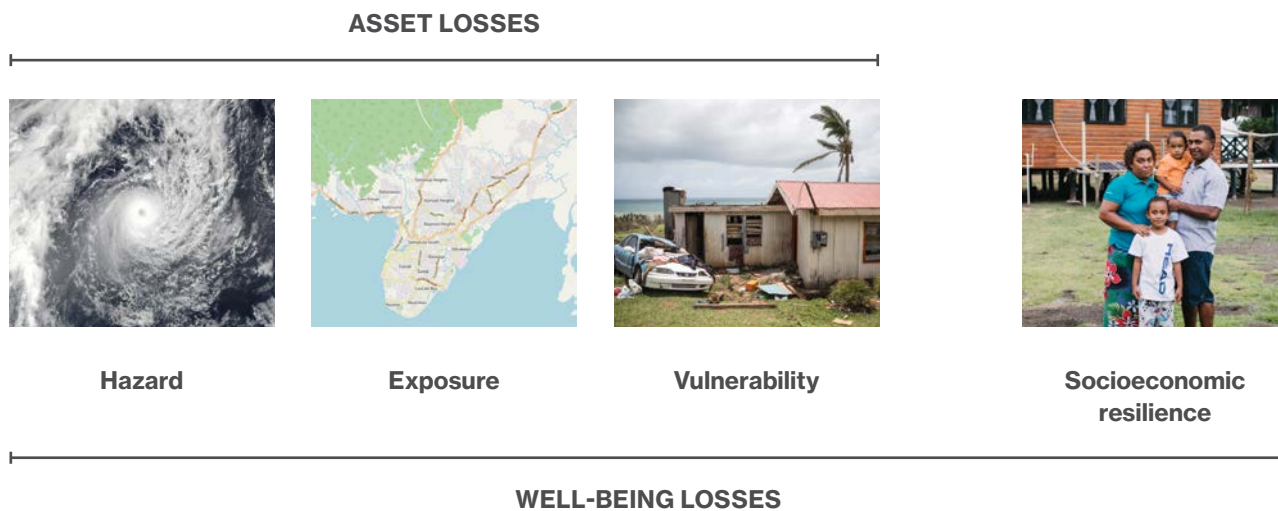 ASSET LOSSES
Hazard
Exposure
Vulnerability
Socioeconomic
resilience
WELL-BEING LOSSES